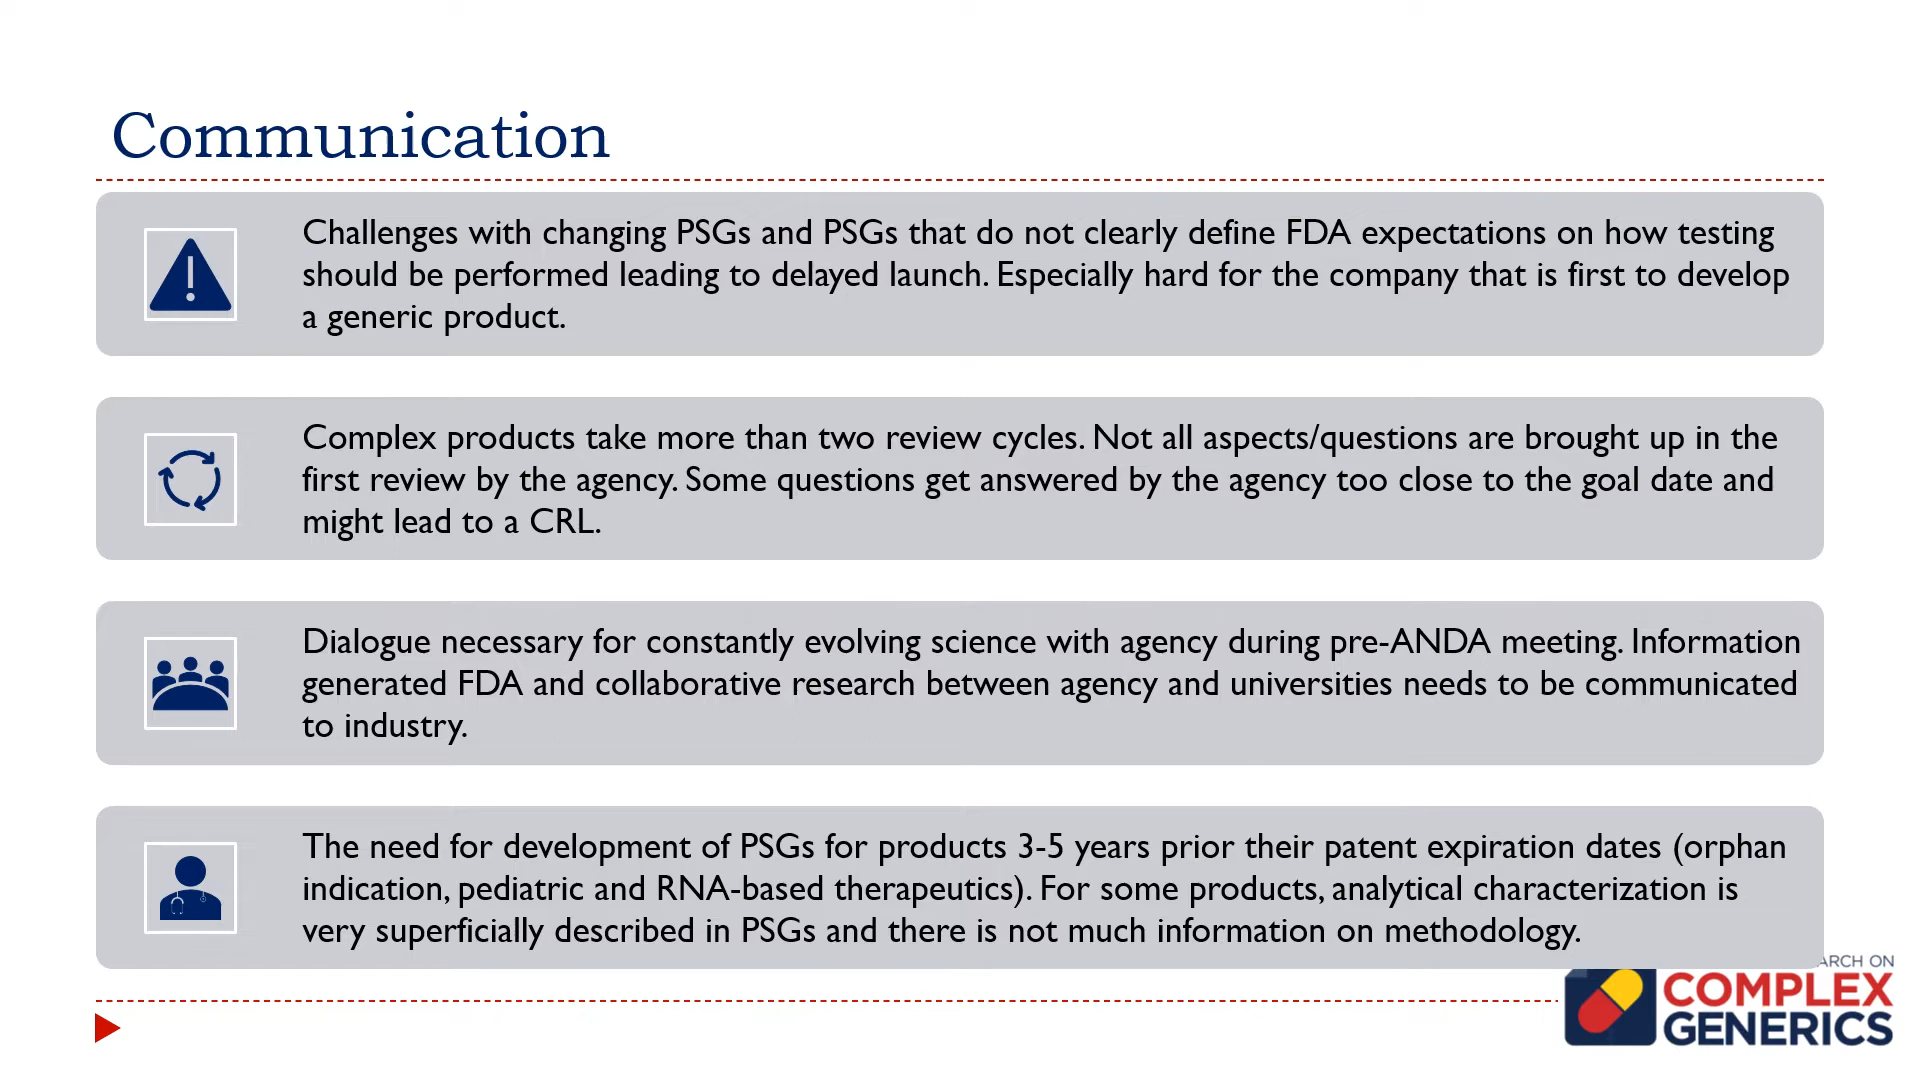 Communication
Challenges with changing PSGs and PSGs that do not clearly define FDA expectations on how testing
should be performed leading to delayed launch. Especially hard for the company that is first to develop
a generic product.
Complex products take more than two review cycles. Not all aspects/questions are brought up in the
first review by the agency. Some questions get answered by the agency too close to the goal date and
might lead to a CRL.
Dialogue necessary for constantly evolving science with agency during pre-ANDA meeting. Information
generated FDA and collaborative research between agency and universities needs to be communicated
to industry.
The need for development of PSGs for products 3-5 years prior their patent expiration dates (orphan
indication, pediatric and RNA-based therapeutics). For some products, analytical characterization is
very superficially described in PSGs and there is not much information on methodology.
ARCH ON
COMPLEX
GENERICS